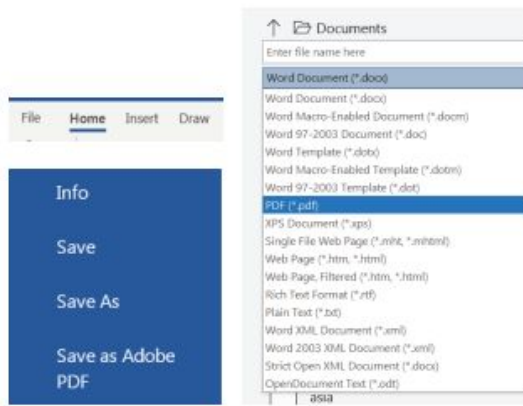 File Home Insert Draw
Info
Save
Save As
Save as Adobe
PDF
Documents
Enter file name here
Word Document (*.docx)
Word Document (*.docx)
Word Macro-Enabled Document (*.docm)
Word 97-2003 Document (*.doc)
Word Template (*.dotx)
Word Macro-Enabled Template (*.dotm)
Word 97-2003 Template (*.dot)
PDF (*.pdf)
XPS Document (*.xps)
Single File Web Page (*.mht, *.mhtml)
Web Page (*.htm, *.html)
Web Page, Filtered (*.htm, *.html)
Rich Text Format (*.rtf)
Plain Text (*.txt)
Word XML Document (*.xml)
Word 2003 XML Document (*.xml)
Strict Open XML Document (*.docx)
OpenDocument Text (*.odt)
asia